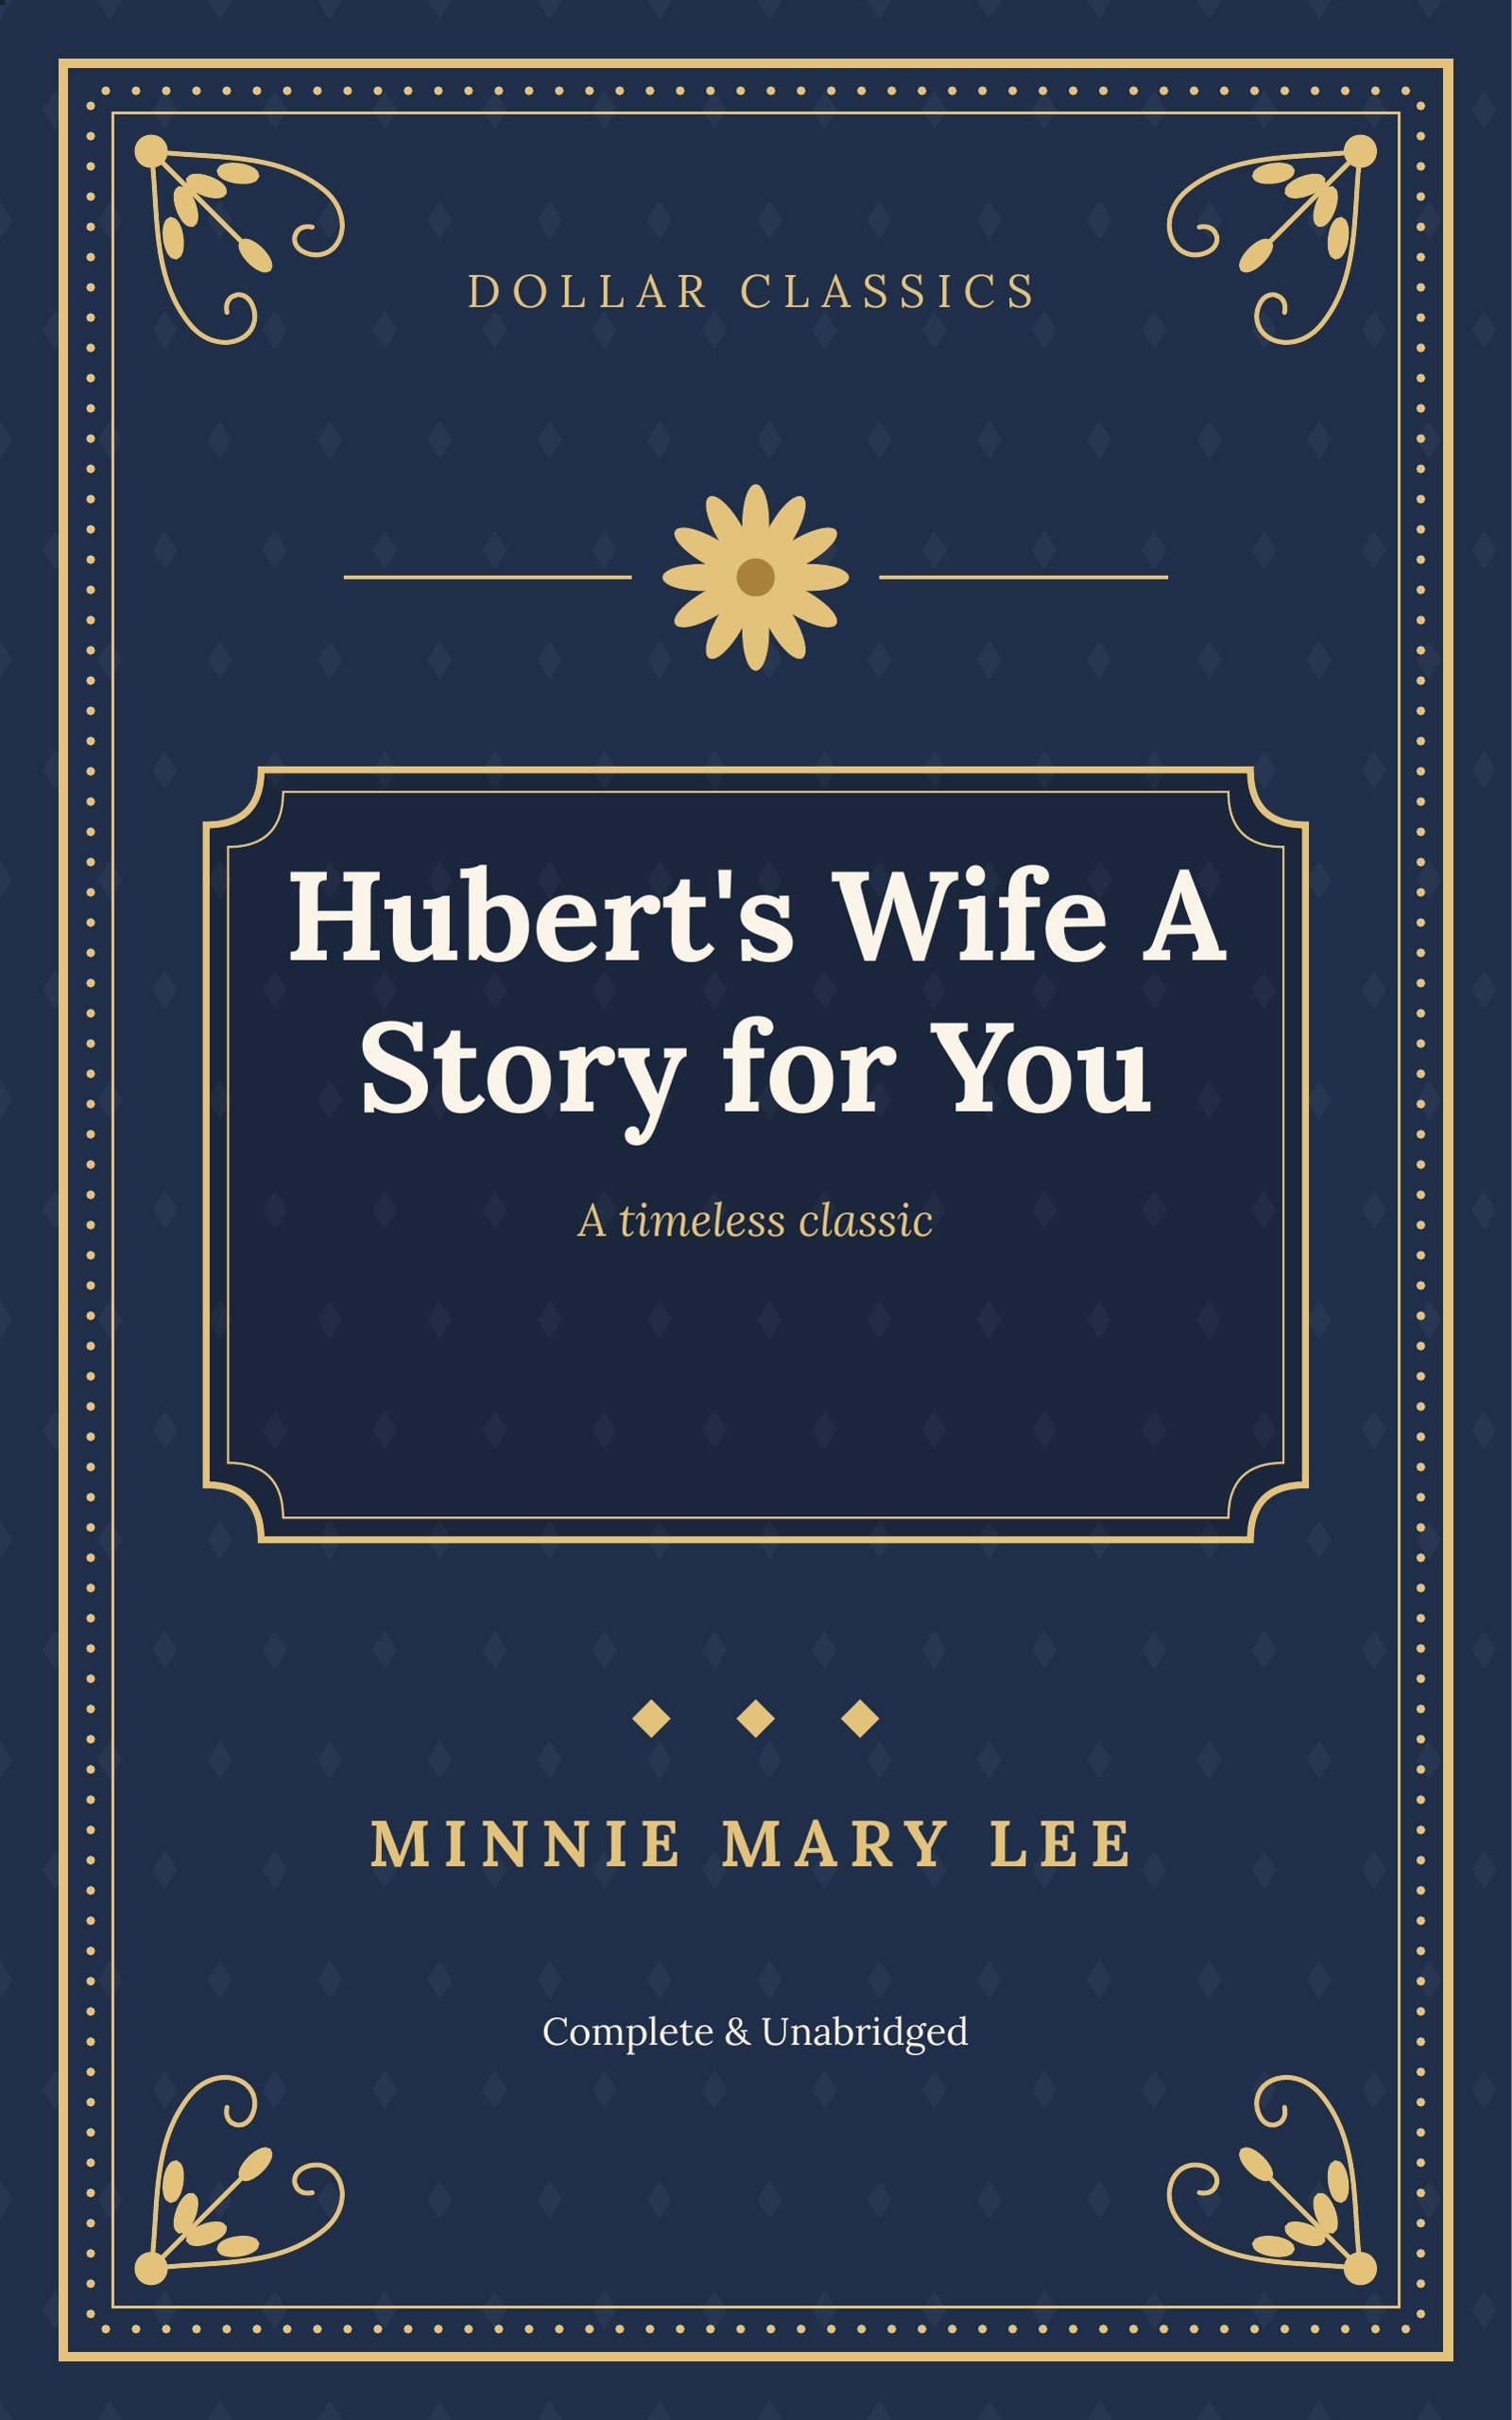 DOLLAR CLASSICS
Hubert's Wife A
Story for You
A timeless classic
MINNIE MARY LEE
Complete & Unabridged